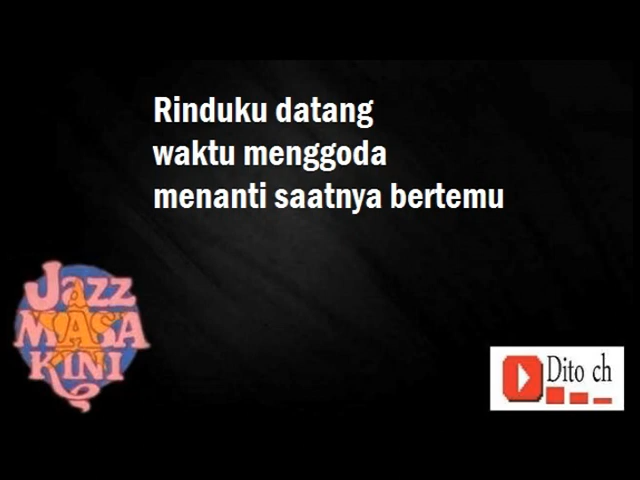 Rinduku datang
waktu menggoda
menanti saatnya bertemu
Jazz
MASA
KINI
Dito ch